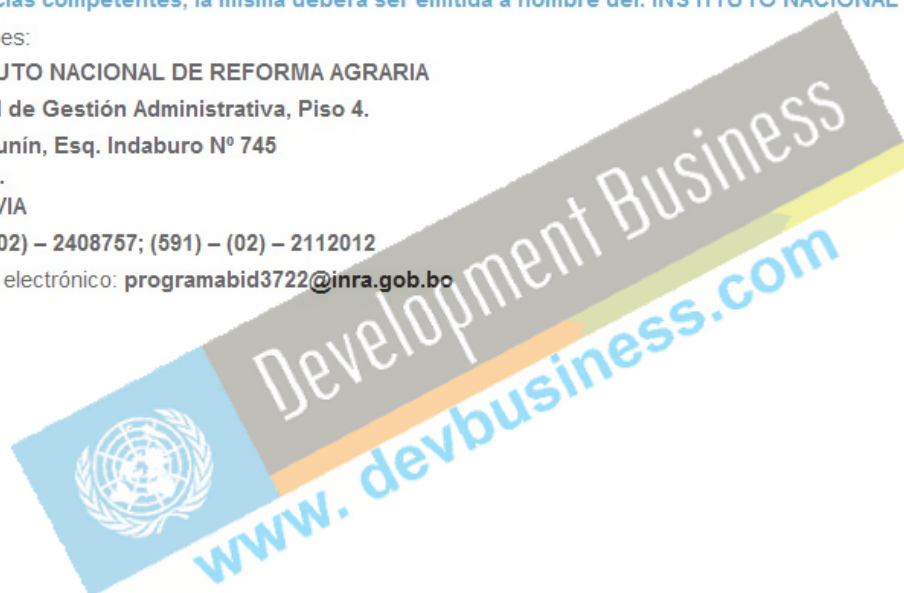 cias competentes, la misma deberá ser emitida a nombre del: INSTITUTO NACIONAL
es:
UTO NACIONAL DE REFORMA AGRARIA
d de Gestión Administrativa, Piso 4.
unín, Esq. Indaburo Nº 745
.
VIA
02) – 2408757; (591) – (02) – 2112012
electrónico: programabid3722@inra.gob.bo
Development Business
www. devbusiness.com